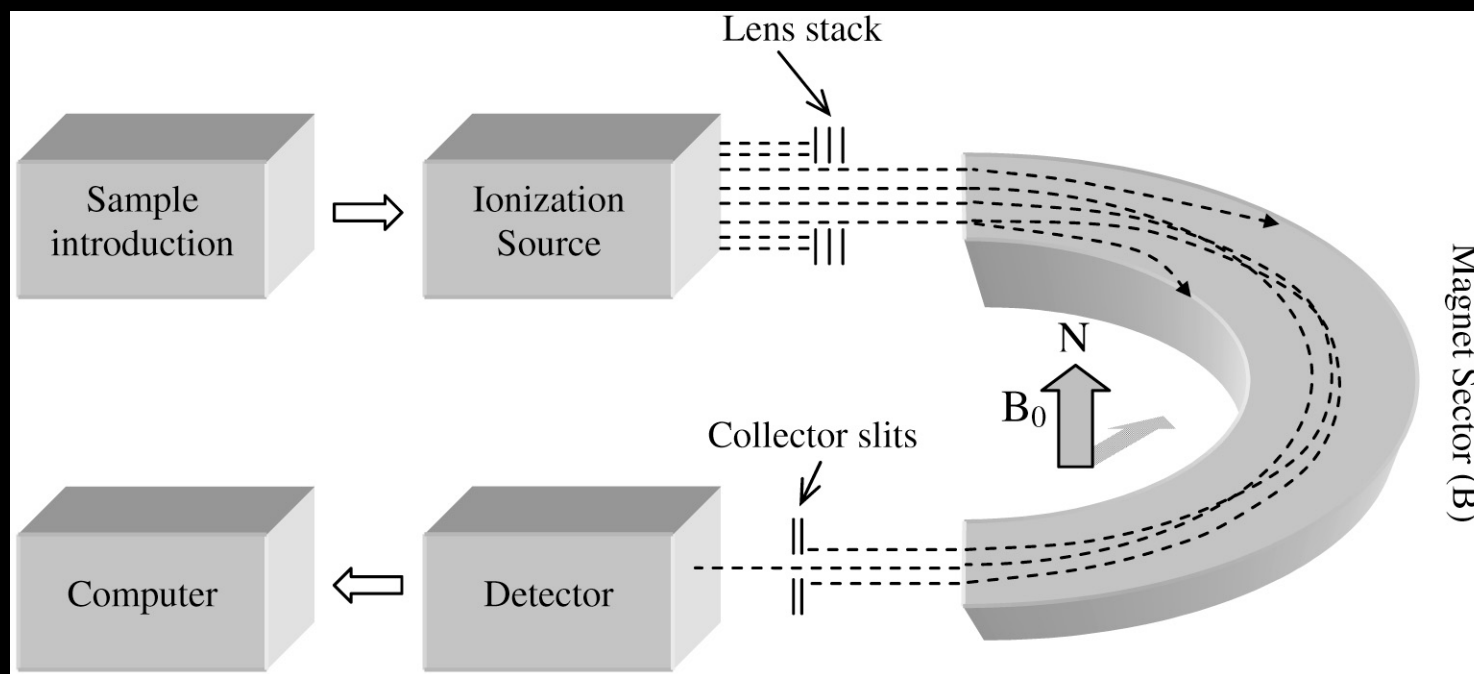 Lens stack
Sample
introduction
Ionization
Source
Magnet Sector (B)
N
B₀
Collector slits
Computer
Detector